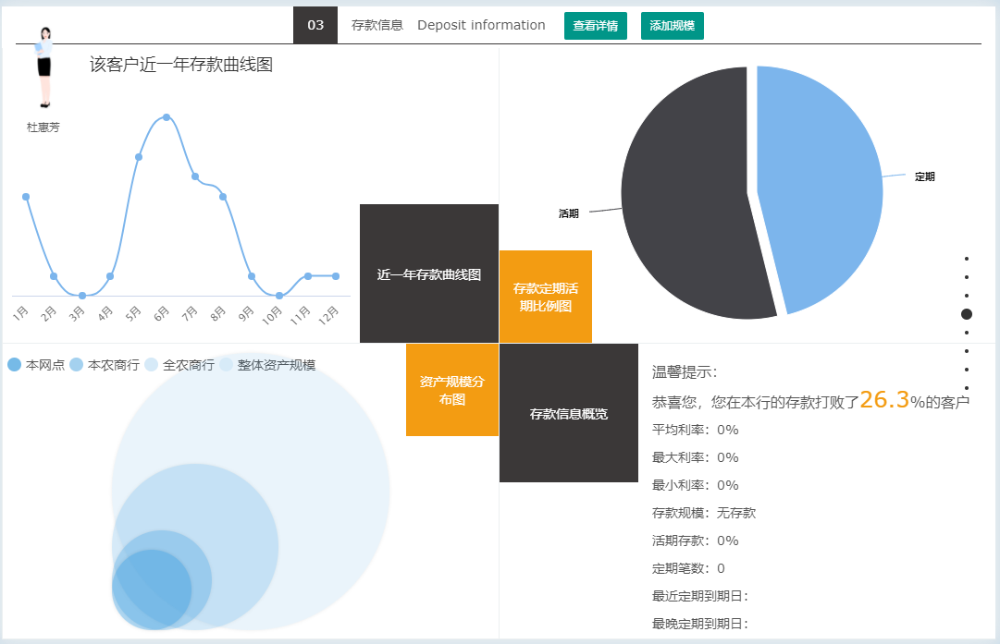 03 存款信息 Deposit information 查看详情 添加规模
杜惠芳
该客户近一年存款曲线图
1月 2月 3月 4月 5月 6月 7月 8月 9月 10月 11月 12月
近一年存款曲线图
定期
活期
存款定期活
期比例图
本网点 本农商行 全农商行 整体资产规模
资产规模分
布图
存款信息概览
温馨提示：
恭喜您，您在本行的存款打败了26.3%的客户
平均利率：0%
最大利率：0%
最小利率：0%
存款规模：无存款
活期存款：0%
定期笔数：0
最近定期到期日：
最晚定期到期日：